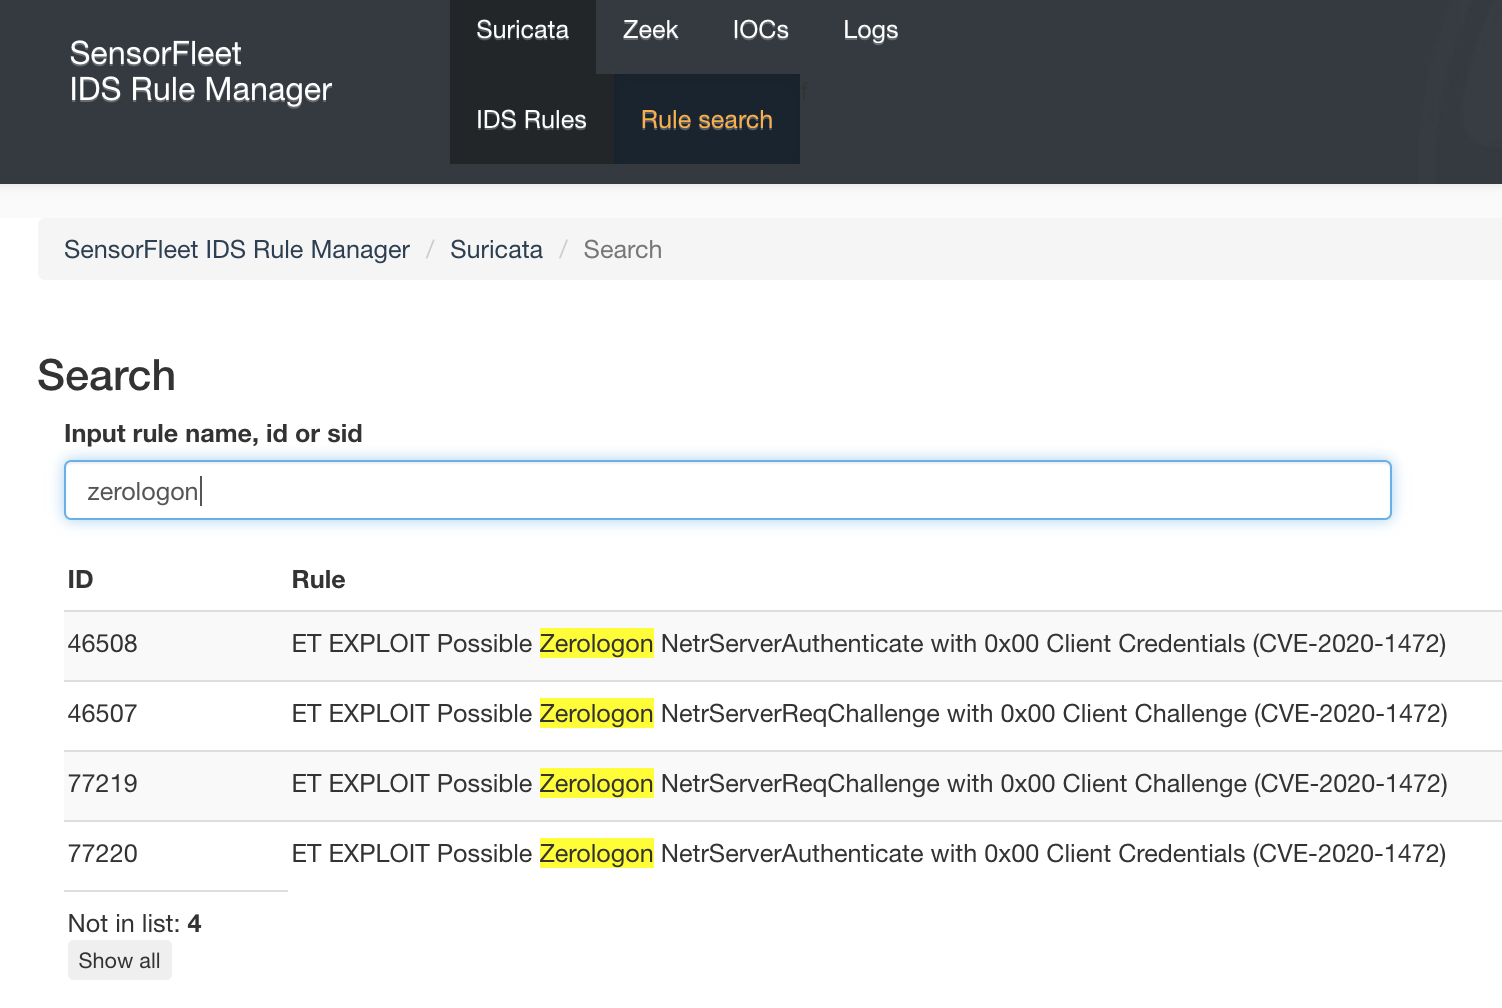 SensorFleet
IDS Rule Manager
Suricata Zeek IOCs Logs
IDS Rules Rule search
SensorFleet IDS Rule Manager / Suricata / Search
Search
Input rule name, id or sid
zerologon
ID Rule
46508 ET EXPLOIT Possible Zerologon NetrServerAuthenticate with 0x00 Client Credentials (CVE-2020-1472)
46507 ET EXPLOIT Possible Zerologon NetrServerReqChallenge with 0x00 Client Challenge (CVE-2020-1472)
77219 ET EXPLOIT Possible Zerologon NetrServerReqChallenge with 0x00 Client Challenge (CVE-2020-1472)
77220 ET EXPLOIT Possible Zerologon NetrServerAuthenticate with 0x00 Client Credentials (CVE-2020-1472)
Not in list: 4
Show all